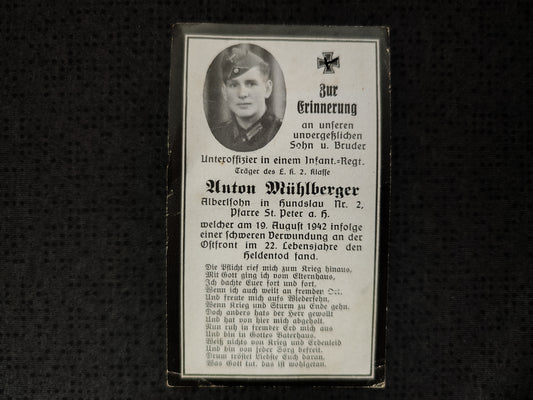 Zur
Erinnerung
an unseren
unvergeßlichen
Sohn u. Bruder
Unteroffizier in einem Infant.=Regt.
Träger des E. K. 2. Klasse
Anton Mühlberger
Alberlsohn in Hundslau Nr. 2,
Pfarre St. Peter a. H.
welcher am 19. August 1942 infolge
einer schweren Verwundung an der
Ostfront im 22. Lebensjahre den
Heldentod fand.
Die Pflicht rief mich zum Krieg hinaus,
Mit Gott ging ich vom Elternhaus,
Ich dachte Euer fort und fort,
Wenn ich auch weilt an fremden Ort.
Und freute mich aufs Wiedersehn,
Wenn Krieg und Sturm zu Ende gehn.
Doch anders hats der Herr gewollt
Und hat von hier mich abgeholt.
Nun ruh in fremder Erd mich aus
Und bin in Gottes Vaterhaus.
Weiß nichts von Krieg und Erdenleid
Und bin von jeder Sorg befreit.
Drum tröstet Liebste Euch daran,
Was Gott tut, das ist wohlgetan.